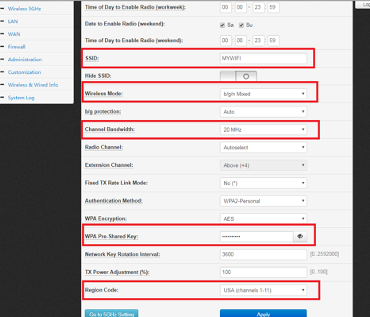 Wireless 5GHz
LAN
WAN
Firewall
Administration
Customization
Wireless & Wired Info
System Log
Time of Day to Enable Radio (workweek): 00 : 00 - 23 : 59
Date to Enable Radio (weekend): Sa Su
Time of Day to Enable Radio (weekend): 00 : 00 - 23 : 59
SSID: MYWIFI
Hide SSID:
Wireless Mode: b/g/n Mixed
b/g protection: Auto
Channel Bandwidth: 20 MHz
Radio Channel: Autoselect
Extension Channel: Above (+4)
Fixed TX Rate Link Mode: No (*)
Authentication Method: WPA2-Personal
WPA Encryption: AES
WPA Pre-Shared Key:
Network Key Rotation Interval: 3600 [0..2592000]
TX Power Adjustment (%): 100 [0..100]
Region Code: USA (channels 1-11)
Go to 5GHz Setting Apply